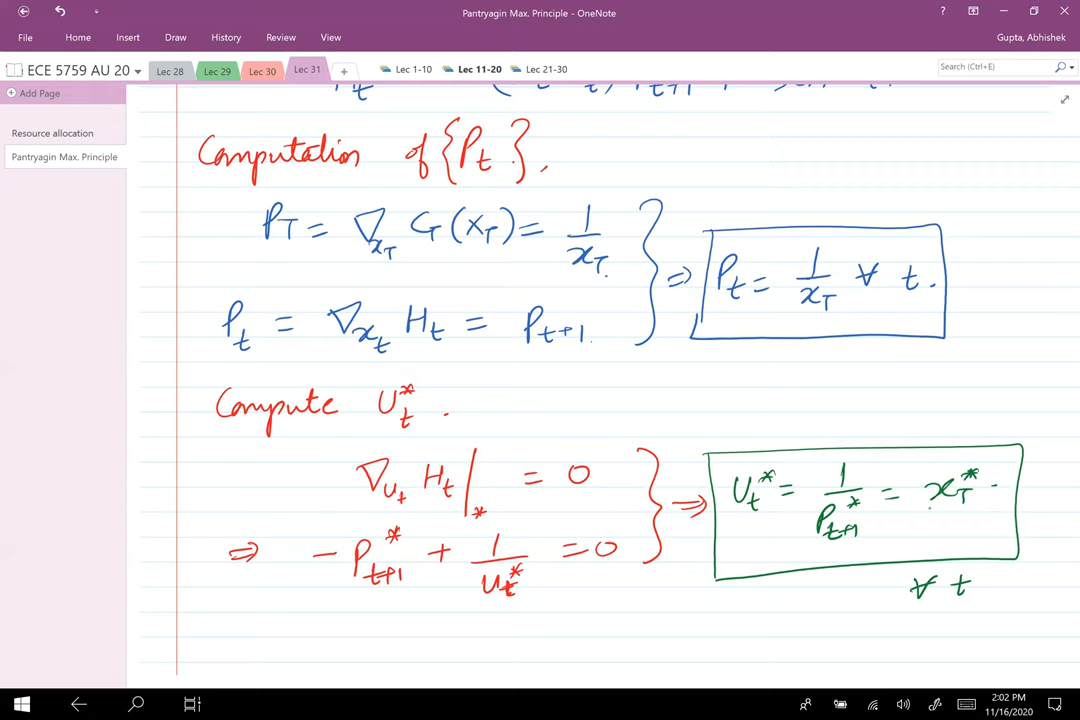 Pantryagin Max. Principle - OneNote
File Home Insert Draw History Review View Gupta, Abhishek
ECE 5759 AU 20 Lec 28 Lec 29 Lec 30 Lec 31 + Lec 1-10 Lec 11-20 Lec 21-30 Search (Ctrl+E)
Add Page
Resource allocation
Pantryagin Max. Principle
Computation of {P_t}.
P_T = ∇_{x_T} C_T(x_T) = 1/x_T.
P_t = ∇_{x_t} H_t = P_{t+1}.
⇒ P_t = 1/x_T ∀ t.
Compute U_t^*.
∇_{u_t} H_t |_* = 0
⇒ -P_{t+1}^* + 1/u_t^* = 0
⇒ U_t^* = 1/P_{t+1}^* = x_T^*.
∀ t
2:02 PM
11/16/2020